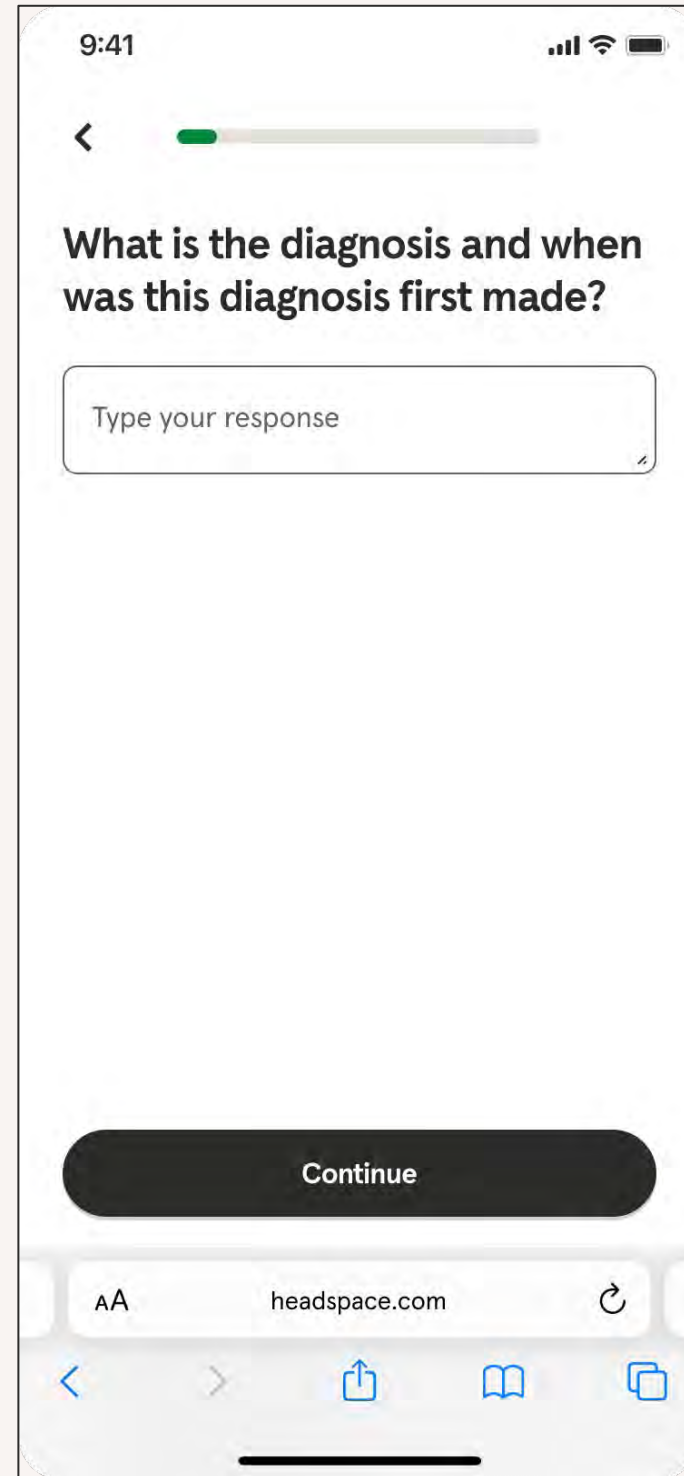 9:41
What is the diagnosis and when
was this diagnosis first made?
Type your response
Continue
AA headspace.com